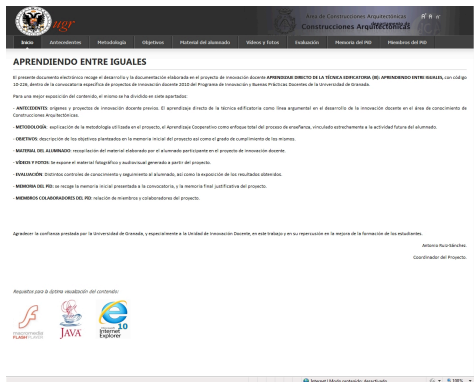 ugr
Área de Construcciones Arquitectónicas
Construcciones Arquitectónicas
Inicio Antecedentes Metodología Objetivos Material del alumnado Vídeos y fotos Evaluación Memoria del PID Miembros del PID
APRENDIENDO ENTRE IGUALES
El presente documento electrónico recoge el desarrollo y la documentación elaborada en el proyecto de innovación docente APRENDIZAJE DIRECTO DE LA TÉCNICA EDIFICATORIA (III): APRENDIENDO ENTRE IGUALES, con código
10-226, dentro de la convocatoria específica de proyectos de innovación docente 2010 del Programa de Innovación y Buenas Prácticas Docentes de la Universidad de Granada.
Para una mejor exposición del contenido, el mismo se ha dividido en siete apartados:
- ANTECEDENTES: orígenes y proyectos de innovación docente previos. El aprendizaje directo de la técnica edificatoria como línea argumental en el desarrollo de la innovación docente en el área de conocimiento de
Construcciones Arquitectónicas.
- METODOLOGÍA: explicación de la metodología utilizada en el proyecto, el Aprendizaje Cooperativo como enfoque total del proceso de enseñanza, vinculado estrechamente a la actividad futura del alumnado.
- OBJETIVOS: descripción de los objetivos planteados en la memoria inicial del proyecto así como el grado de cumplimiento de los mismos.
- MATERIAL DEL ALUMNADO: recopilación del material elaborado por el alumnado participante en el proyecto de innovación docente.
- VÍDEOS Y FOTOS: Se expone el material fotográfico y audiovisual generado a partir del proyecto.
- EVALUACIÓN: Distintos controles de conocimiento y seguimiento al alumnado, así como la exposición de los resultados obtenidos.
- MEMORIA DEL PID: se recoge la memoria inicial presentada a la convocatoria, y la memoria final justificativa del proyecto.
- MIEMBROS COLABORADORES DEL PID: relación de miembros y colaboradores del proyecto.
Agradecer la confianza prestada por la Universidad de Granada, y especialmente a la Unidad de Innovación Docente, en este trabajo y en su repercusión en la mejora de la formación de los estudiantes.
Antonio Ruiz Sánchez.
Coordinador del Proyecto.
Requisitos para la óptima visualización del contenido:
macromedia
FLASH PLAYER
JAVA
Internet
Explorer
10
Internet | Modo protegido: desactivado
100%